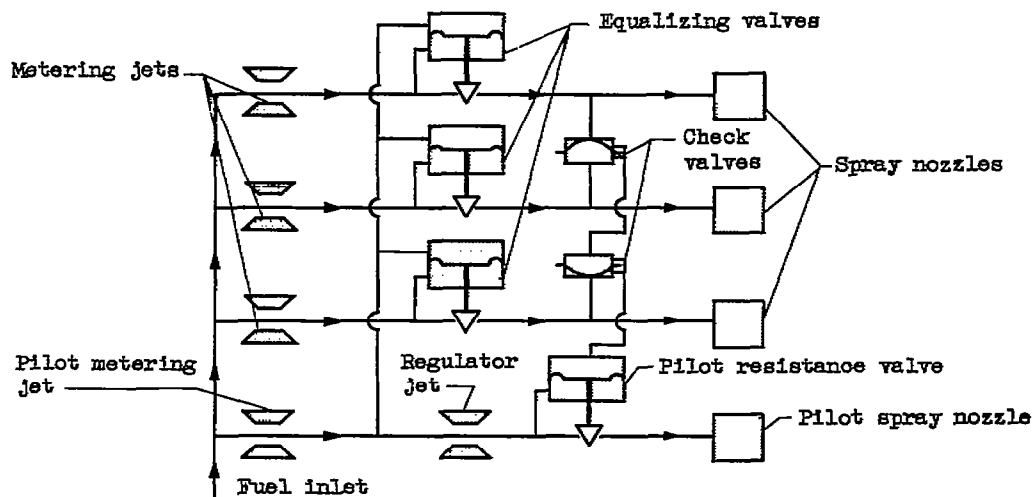 Equalizing valves
Metering jets
Check
valves
Spray nozzles
Pilot metering
jet
Regulator
jet
Pilot resistance valve
Pilot spray nozzle
Fuel inlet